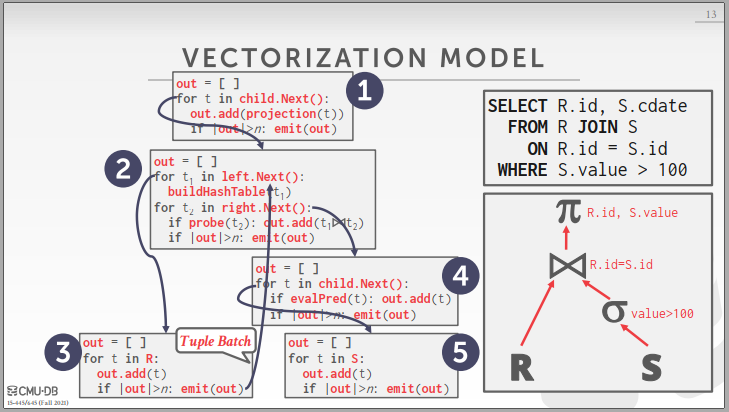 13
VECTORIZATION MODEL
1
out = [ ]
for t in child.Next():
out.add(projection(t))
if |out|>n: emit(out)
2
out = [ ]
for t1 in left.Next():
buildHashTable(t1)
for t2 in right.Next():
if probe(t2): out.add(t1⋈t2)
if |out|>n: emit(out)
4
out = [ ]
for t in child.Next():
if evalPred(t): out.add(t)
if |out|>n: emit(out)
3
out = [ ]
for t in R:
out.add(t)
if |out|>n: emit(out)
Tuple Batch
5
out = [ ]
for t in S:
out.add(t)
if |out|>n: emit(out)
SELECT R.id, S.cdate
FROM R JOIN S
ON R.id = S.id
WHERE S.value > 100
π R.id, S.value
⋈ R.id=S.id
σ value>100
R S
CMU-DB
15-445/645 (Fall 2021)